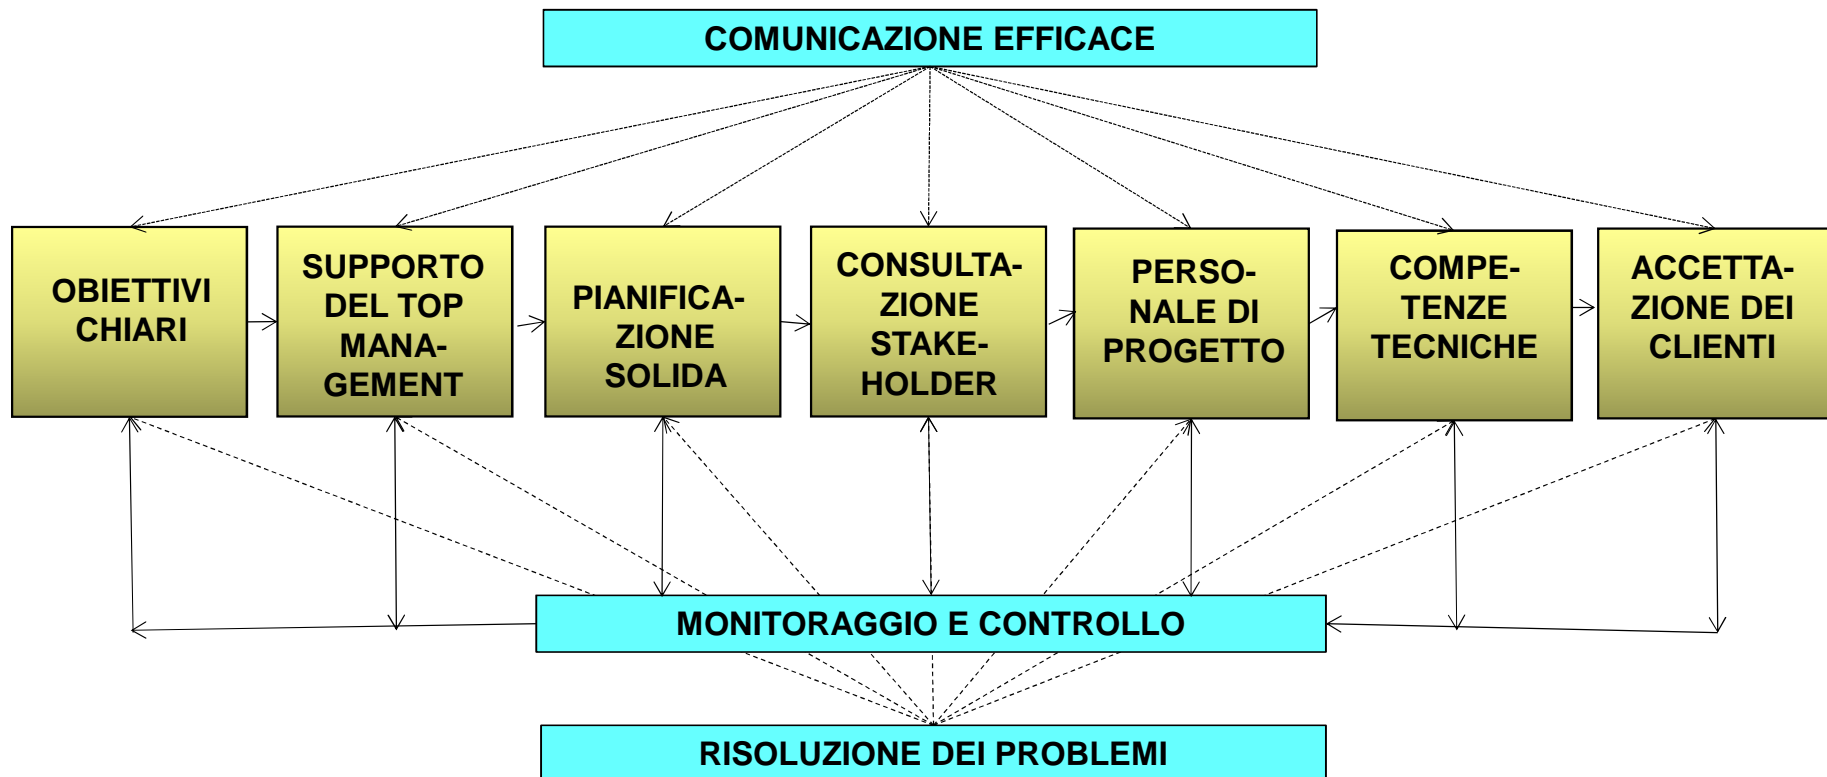 COMUNICAZIONE EFFICACE
OBIETTIVI
CHIARI
SUPPORTO
DEL TOP
MANA-
GEMENT
PIANIFICA-
ZIONE
SOLIDA
CONSULTA-
ZIONE
STAKE-
HOLDER
PERSO-
NALE DI
PROGETTO
COMPE-
TENZE
TECNICHE
ACCETTA-
ZIONE DEI
CLIENTI
MONITORAGGIO E CONTROLLO
RISOLUZIONE DEI PROBLEMI